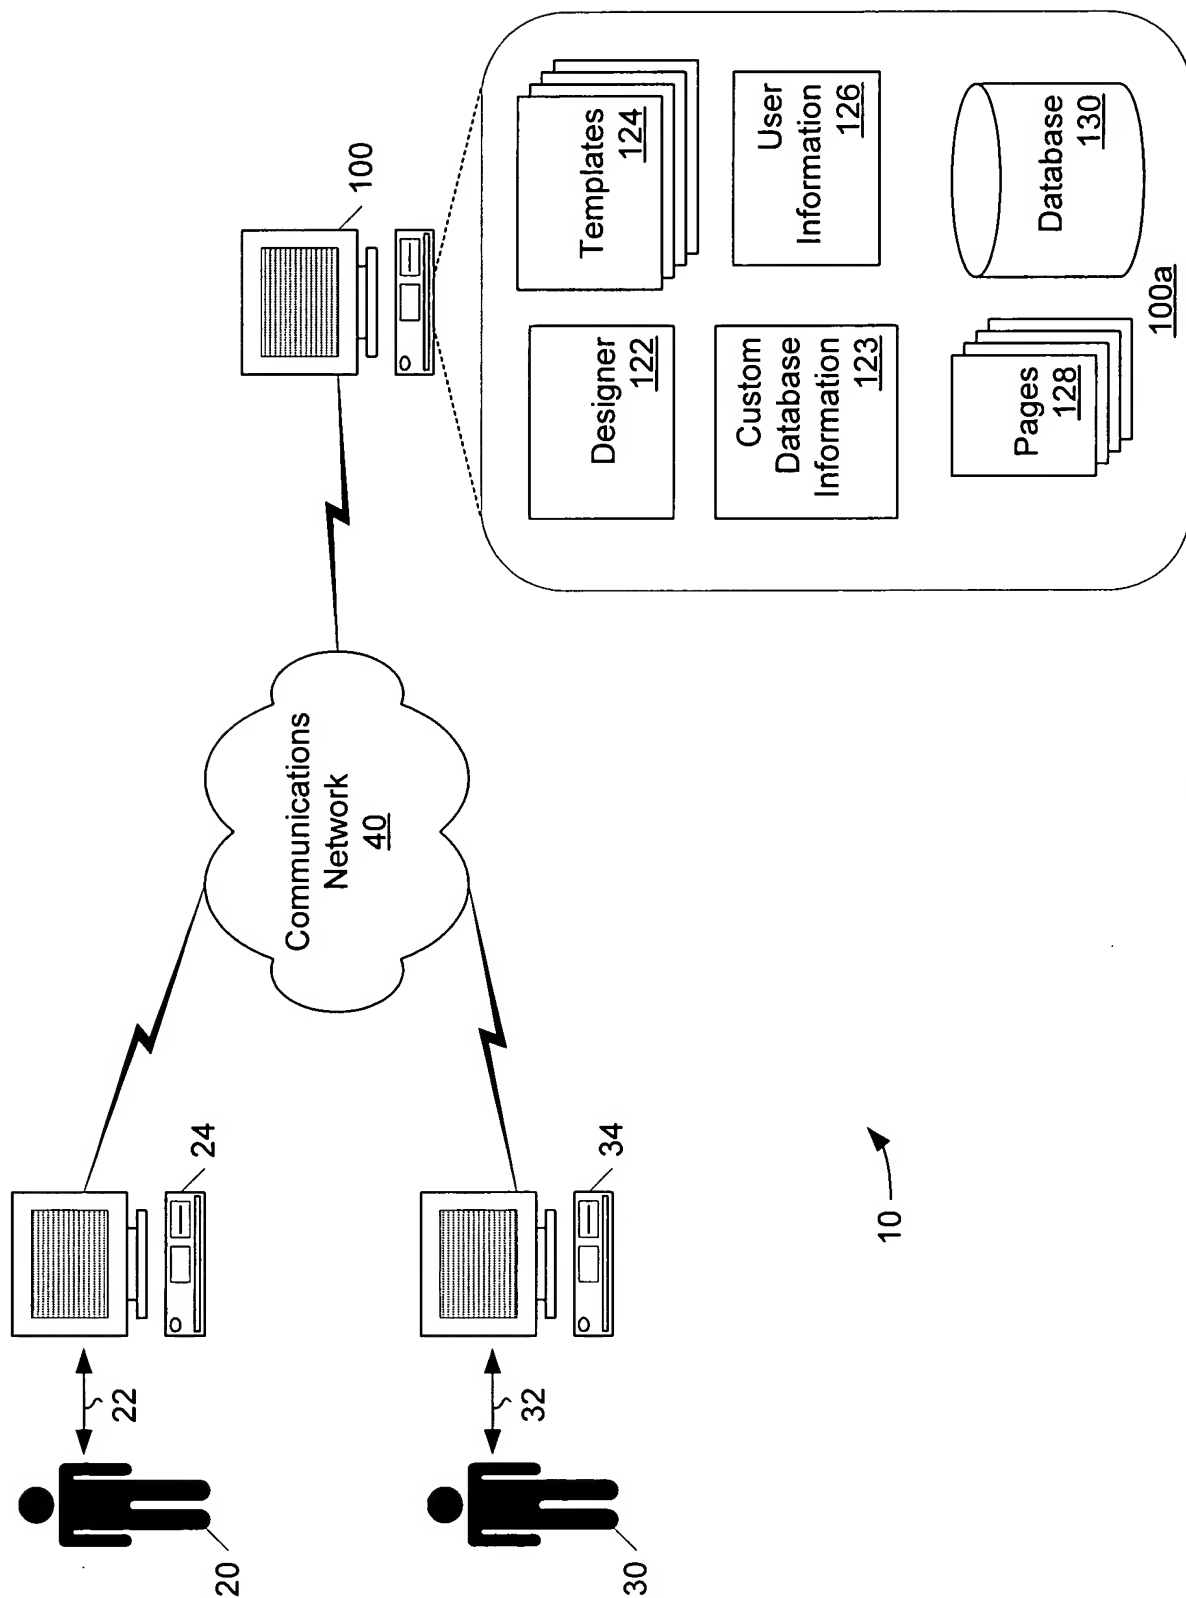 20
22
24
30
32
34
10
Communications
Network
40
100
Designer
122
Templates
124
Custom
Database
Information
123
User
Information
126
Pages
128
Database
130
100a